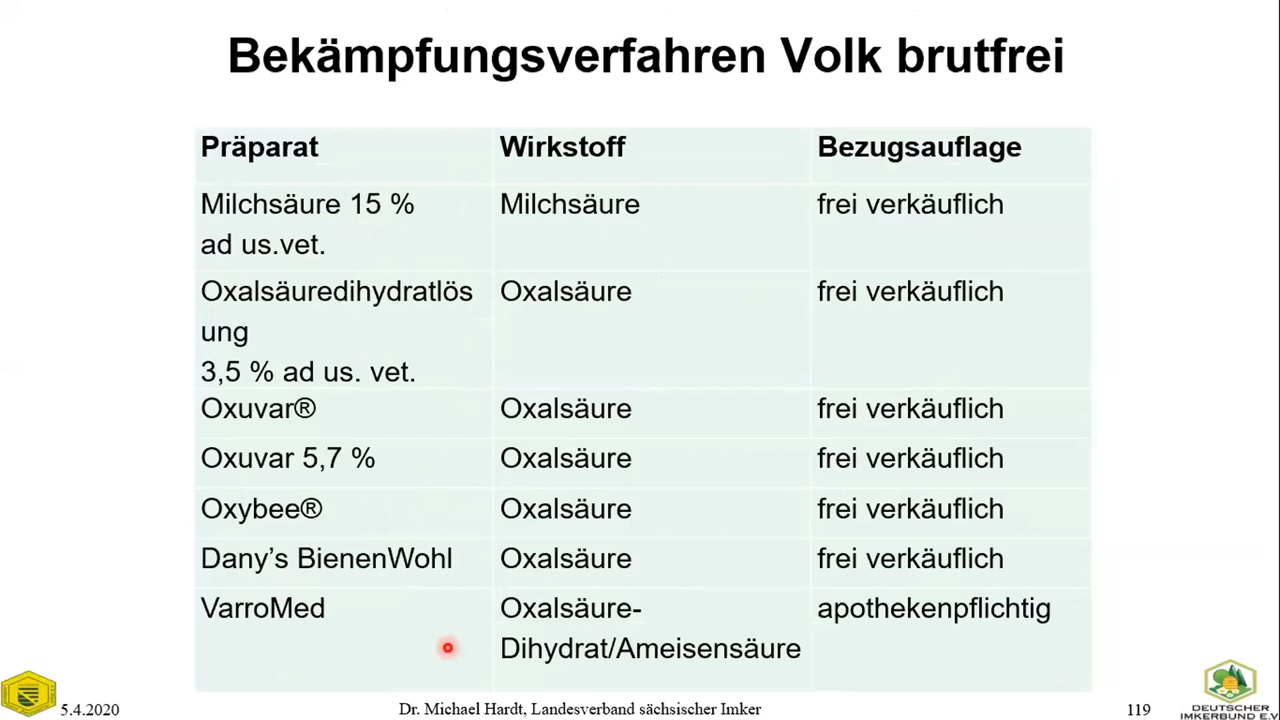 Bekämpfungsverfahren Volk brutfrei
Präparat Wirkstoff Bezugsauflage
Milchsäure 15 % Milchsäure frei verkäuflich
ad us.vet.
Oxalsäuredihydratlös Oxalsäure frei verkäuflich
ung
3,5 % ad us. vet.
Oxuvar® Oxalsäure frei verkäuflich
Oxuvar 5,7 % Oxalsäure frei verkäuflich
Oxybee® Oxalsäure frei verkäuflich
Dany’s BienenWohl Oxalsäure frei verkäuflich
VarroMed Oxalsäure- apothekenpflichtig
Dihydrat/Ameisensäure
5.4.2020 Dr. Michael Hardt, Landesverband sächsischer Imker 119
DEUTSCHER
IMKERBUND E.V.